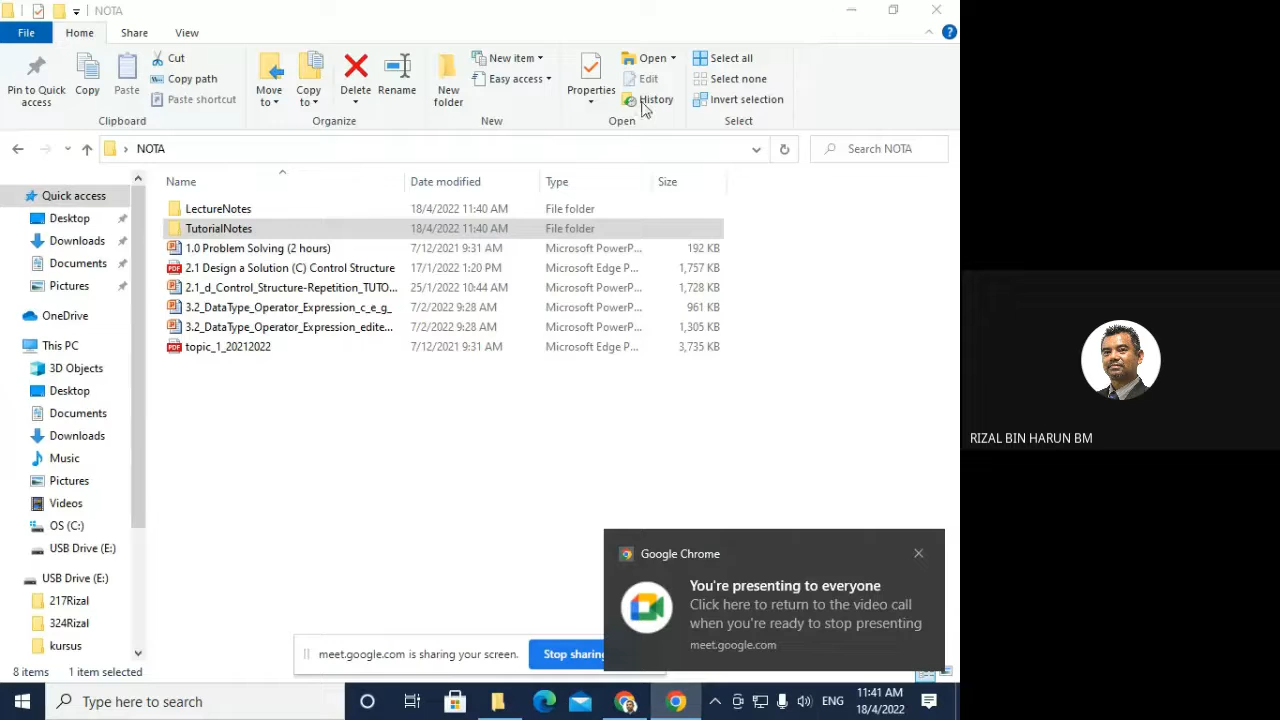 NOTA
File Home Share View
Pin to Quick access
Copy
Paste
Cut
Copy path
Paste shortcut
Clipboard
Move to
Copy to
Delete
Rename
Organize
New folder
New item
Easy access
New
Properties
Open
Edit
History
Open
Select all
Select none
Invert selection
Select
NOTA
Search NOTA
Name Date modified Type Size
LectureNotes 18/4/2022 11:40 AM File folder
TutorialNotes 18/4/2022 11:40 AM File folder
1.0 Problem Solving (2 hours) 7/12/2021 9:31 AM Microsoft PowerP... 192 KB
2.1 Design a Solution (C) Control Structure 17/1/2022 1:20 PM Microsoft Edge P... 1,757 KB
2.1_d_Control_Structure-Repetition_TUTO... 25/1/2022 10:44 AM Microsoft PowerP... 1,728 KB
3.2_DataType_Operator_Expression_c_e_g_ 7/2/2022 9:28 AM Microsoft PowerP... 961 KB
3.2_DataType_Operator_Expression_edite... 7/2/2022 9:28 AM Microsoft PowerP... 1,305 KB
topic_1_20212022 7/12/2021 9:31 AM Microsoft Edge P... 3,735 KB
Quick access
Desktop
Downloads
Documents
Pictures
OneDrive
This PC
3D Objects
Desktop
Documents
Downloads
Music
Pictures
Videos
OS (C:)
USB Drive (E:)
USB Drive (E:)
217Rizal
324Rizal
kursus
8 items 1 item selected
RIZAL BIN HARUN BM
Google Chrome
You're presenting to everyone
Click here to return to the video call
when you're ready to stop presenting
meet.google.com
meet.google.com is sharing your screen.
Stop sharing
Type here to search
ENG
11:41 AM
18/4/2022